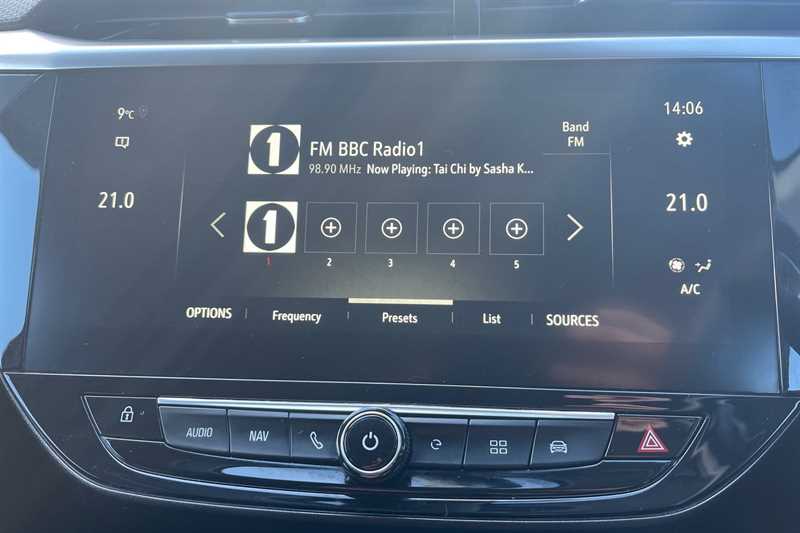 9°C
14:06
1
FM BBC Radio1
Band
FM
98.90 MHz Now Playing: Tai Chi by Sasha K...
21.0
21.0
1
1
2
3
4
5
A/C
OPTIONS
Frequency
Presets
List
SOURCES
AUDIO
NAV